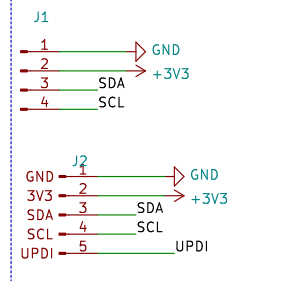 J1
1 GND
2 +3V3
3 SDA
4 SCL
J2
GND 1 GND
3V3 2 +3V3
SDA 3 SDA
SCL 4 SCL
UPDI 5 UPDI